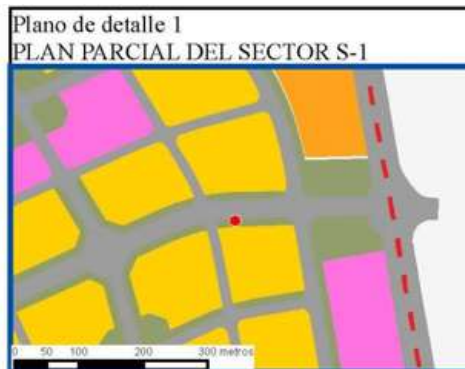 Plano de detalle 1
PLAN PARCIAL DEL SECTOR S-1
0 50 100 200 300 metros